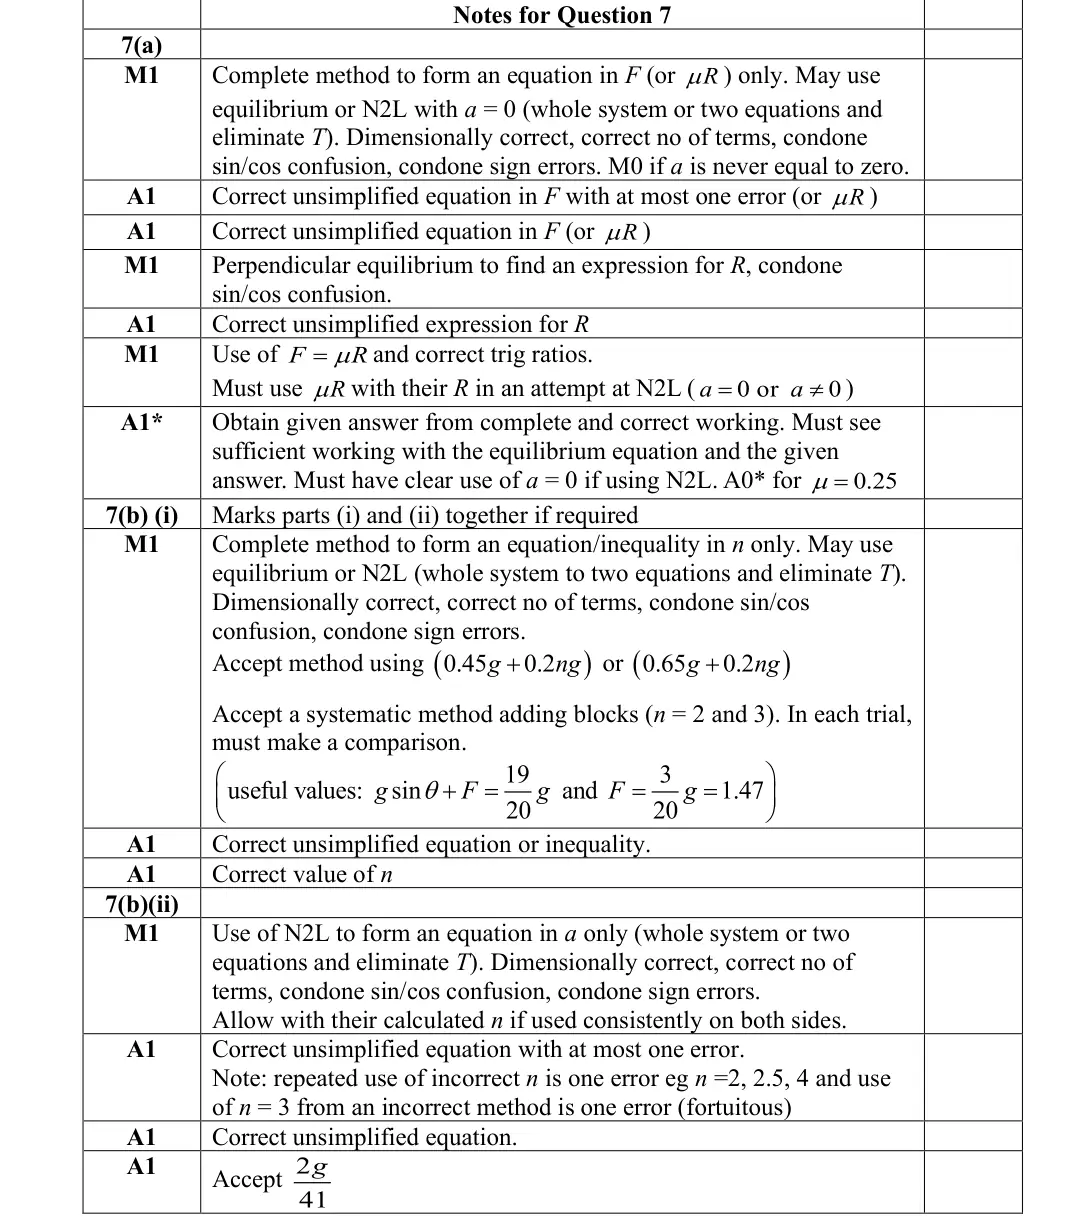 Notes for Question 7
7(a)
M1 Complete method to form an equation in F (or μR) only. May use
equilibrium or N2L with a = 0 (whole system or two equations and
eliminate T). Dimensionally correct, correct no of terms, condone
sin/cos confusion, condone sign errors. M0 if a is never equal to zero.
A1 Correct unsimplified equation in F with at most one error (or μR)
A1 Correct unsimplified equation in F (or μR)
M1 Perpendicular equilibrium to find an expression for R, condone
sin/cos confusion.
A1 Correct unsimplified expression for R
M1 Use of F = μR and correct trig ratios.
Must use μR with their R in an attempt at N2L (a = 0 or a ≠ 0)
A1* Obtain given answer from complete and correct working. Must see
sufficient working with the equilibrium equation and the given
answer. Must have clear use of a = 0 if using N2L. A0* for μ = 0.25
7(b) (i) Marks parts (i) and (ii) together if required
M1 Complete method to form an equation/inequality in n only. May use
equilibrium or N2L (whole system to two equations and eliminate T).
Dimensionally correct, correct no of terms, condone sin/cos
confusion, condone sign errors.
Accept method using (0.45g + 0.2ng) or (0.65g + 0.2ng)
Accept a systematic method adding blocks (n = 2 and 3). In each trial,
must make a comparison.
(useful values: g sin θ + F = 19/20 g and F = 3/20 g = 1.47)
A1 Correct unsimplified equation or inequality.
A1 Correct value of n
7(b)(ii)
M1 Use of N2L to form an equation in a only (whole system or two
equations and eliminate T). Dimensionally correct, correct no of
terms, condone sin/cos confusion, condone sign errors.
Allow with their calculated n if used consistently on both sides.
A1 Correct unsimplified equation with at most one error.
Note: repeated use of incorrect n is one error eg n =2, 2.5, 4 and use
of n = 3 from an incorrect method is one error (fortuitous)
A1 Correct unsimplified equation.
A1 Accept 2g/41